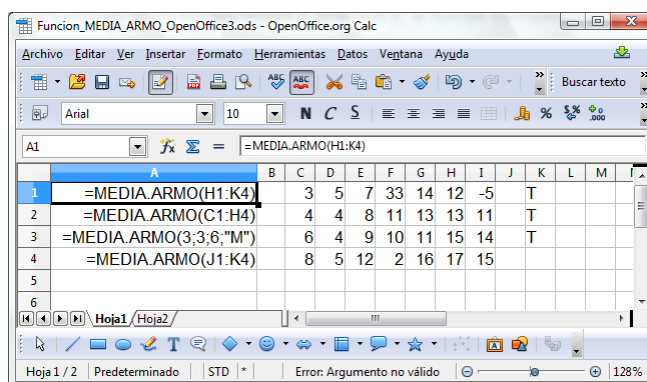 Funcion_MEDIA_ARMO_OpenOffice3.ods - OpenOffice.org Calc
Archivo Editar Ver Insertar Formato Herramientas Datos Ventana Ayuda
ABC ABC Buscar texto
Arial 10 N C S % $% .000
A1 fx Σ = =MEDIA.ARMO(H1:K4)
A B C D E F G H I J K L M
1 =MEDIA.ARMO(H1:K4) 3 5 7 33 14 12 -5 T
2 =MEDIA.ARMO(C1:H4) 4 4 8 11 13 13 11 T
3 =MEDIA.ARMO(3;3;6;"M") 6 4 9 10 11 15 14 T
4 =MEDIA.ARMO(J1:K4) 8 5 12 2 16 17 15
5
6
Hoja1 Hoja2
T A
Hoja 1 / 2 Predeterminado STD * Error: Argumento no válido 128%